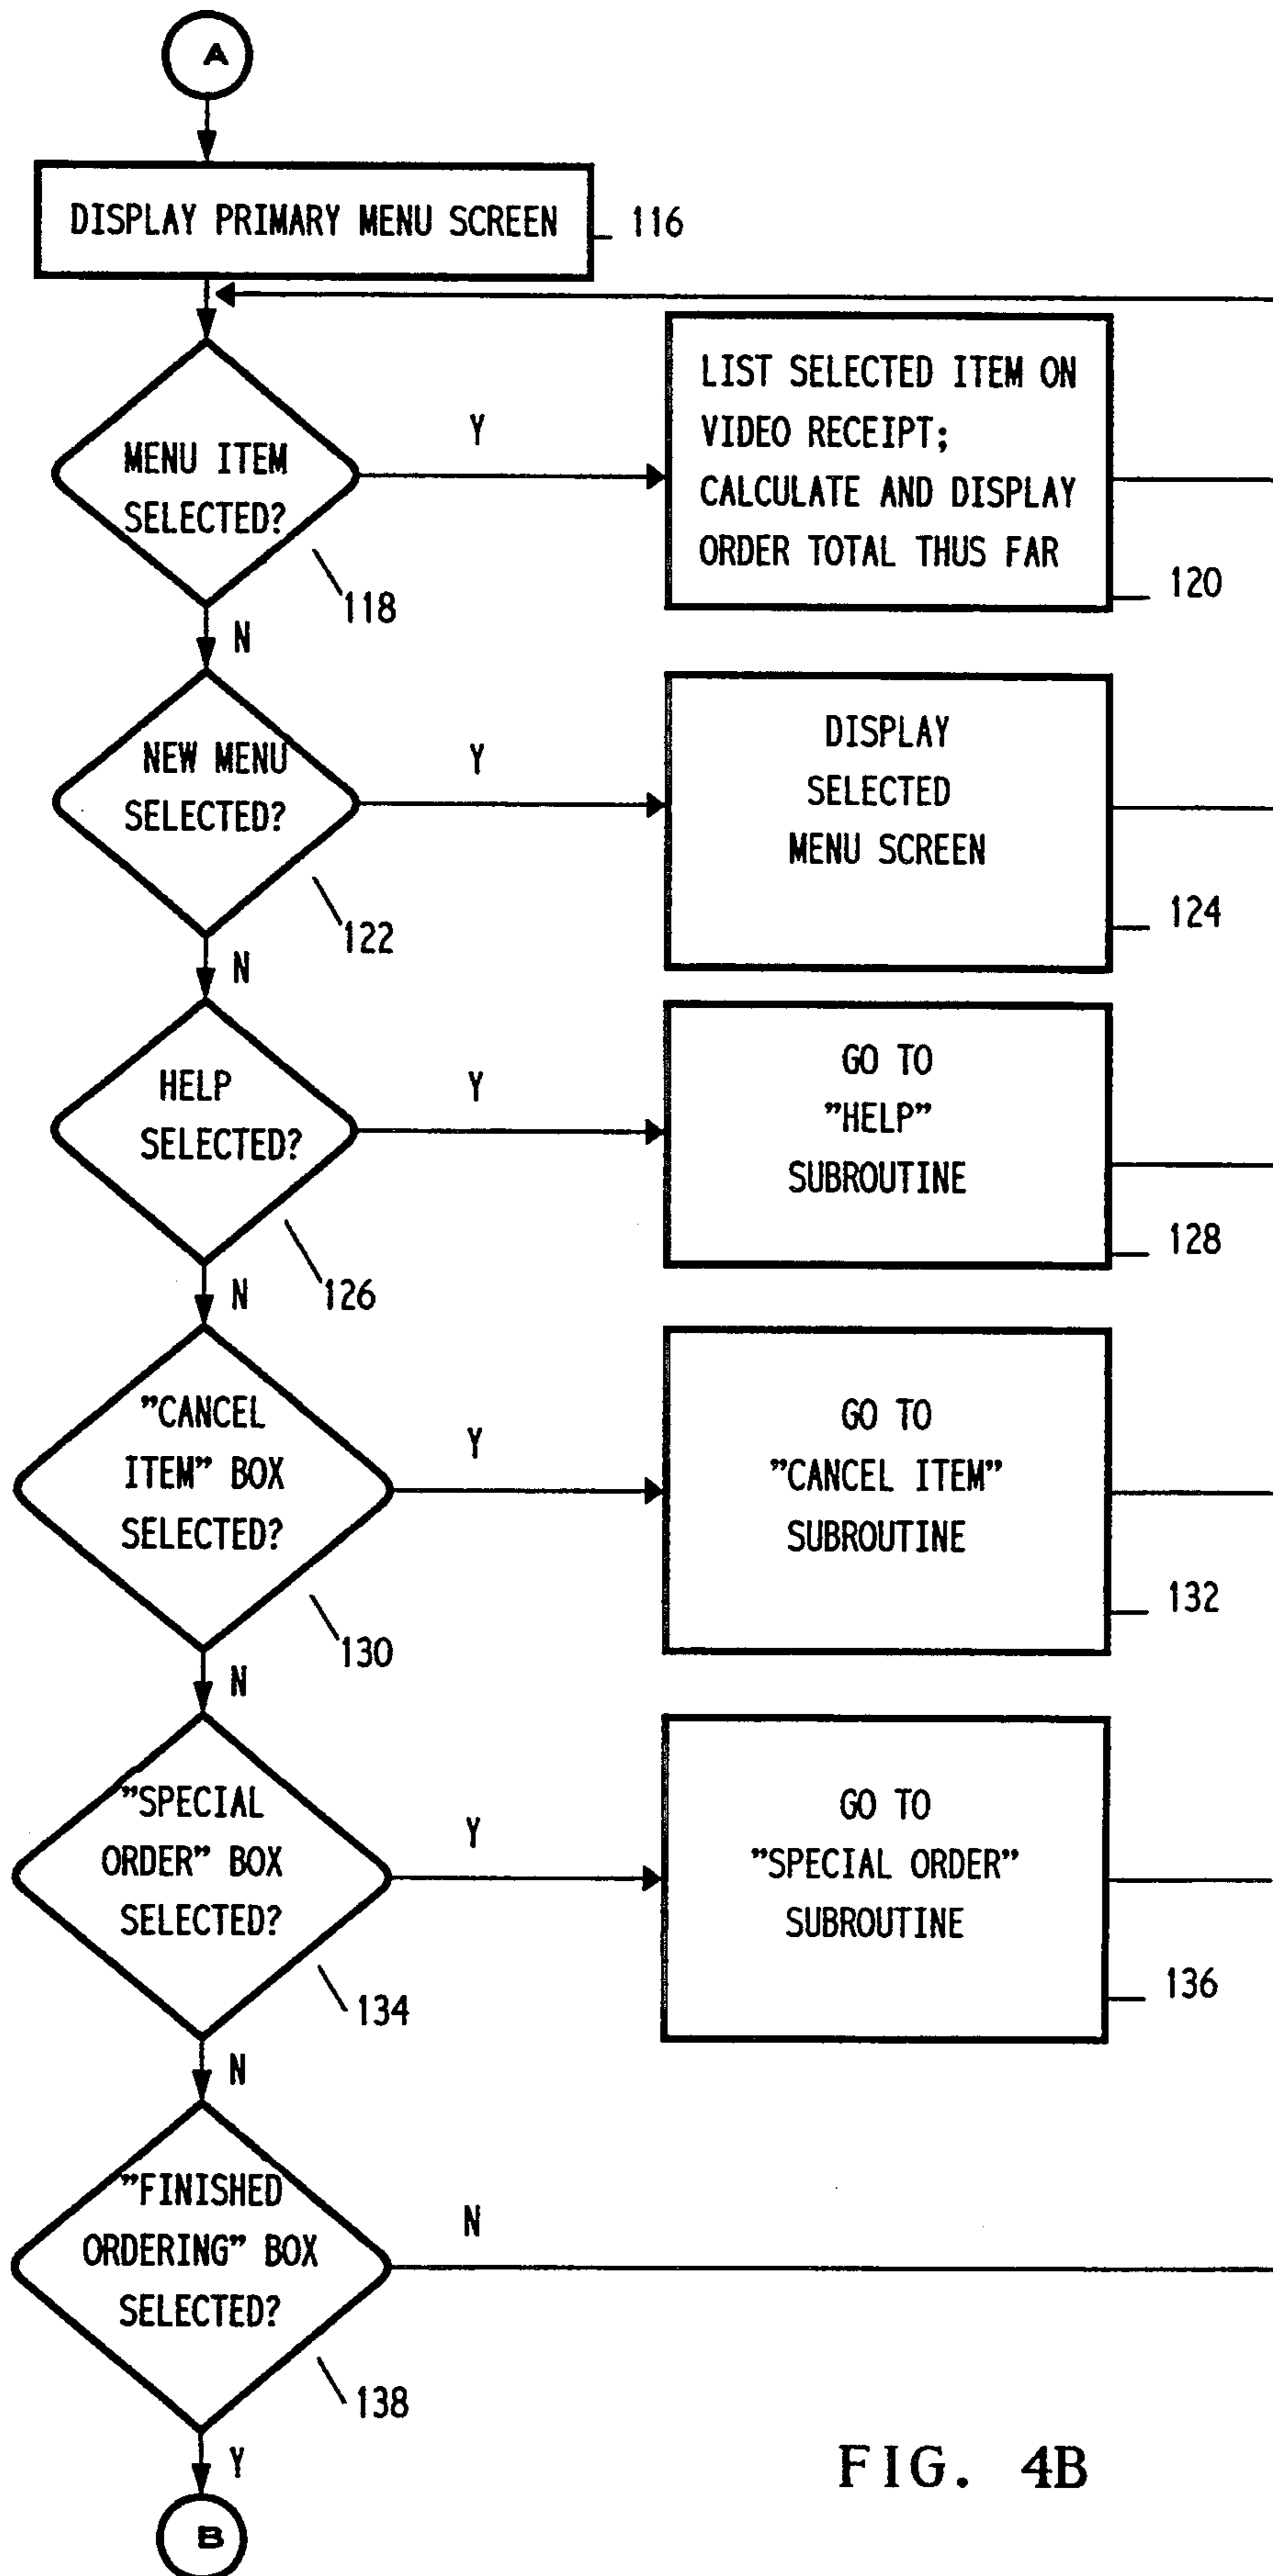 A
DISPLAY PRIMARY MENU SCREEN
116
MENU ITEM
SELECTED?
118
Y
LIST SELECTED ITEM ON
VIDEO RECEIPT;
CALCULATE AND DISPLAY
ORDER TOTAL THUS FAR
120
N
NEW MENU
SELECTED?
122
Y
DISPLAY
SELECTED
MENU SCREEN
124
N
HELP
SELECTED?
126
Y
GO TO
"HELP"
SUBROUTINE
128
N
"CANCEL
ITEM" BOX
SELECTED?
130
Y
GO TO
"CANCEL ITEM"
SUBROUTINE
132
N
"SPECIAL
ORDER" BOX
SELECTED?
134
Y
GO TO
"SPECIAL ORDER"
SUBROUTINE
136
N
"FINISHED
ORDERING" BOX
SELECTED?
138
N
Y
B
FIG. 4B